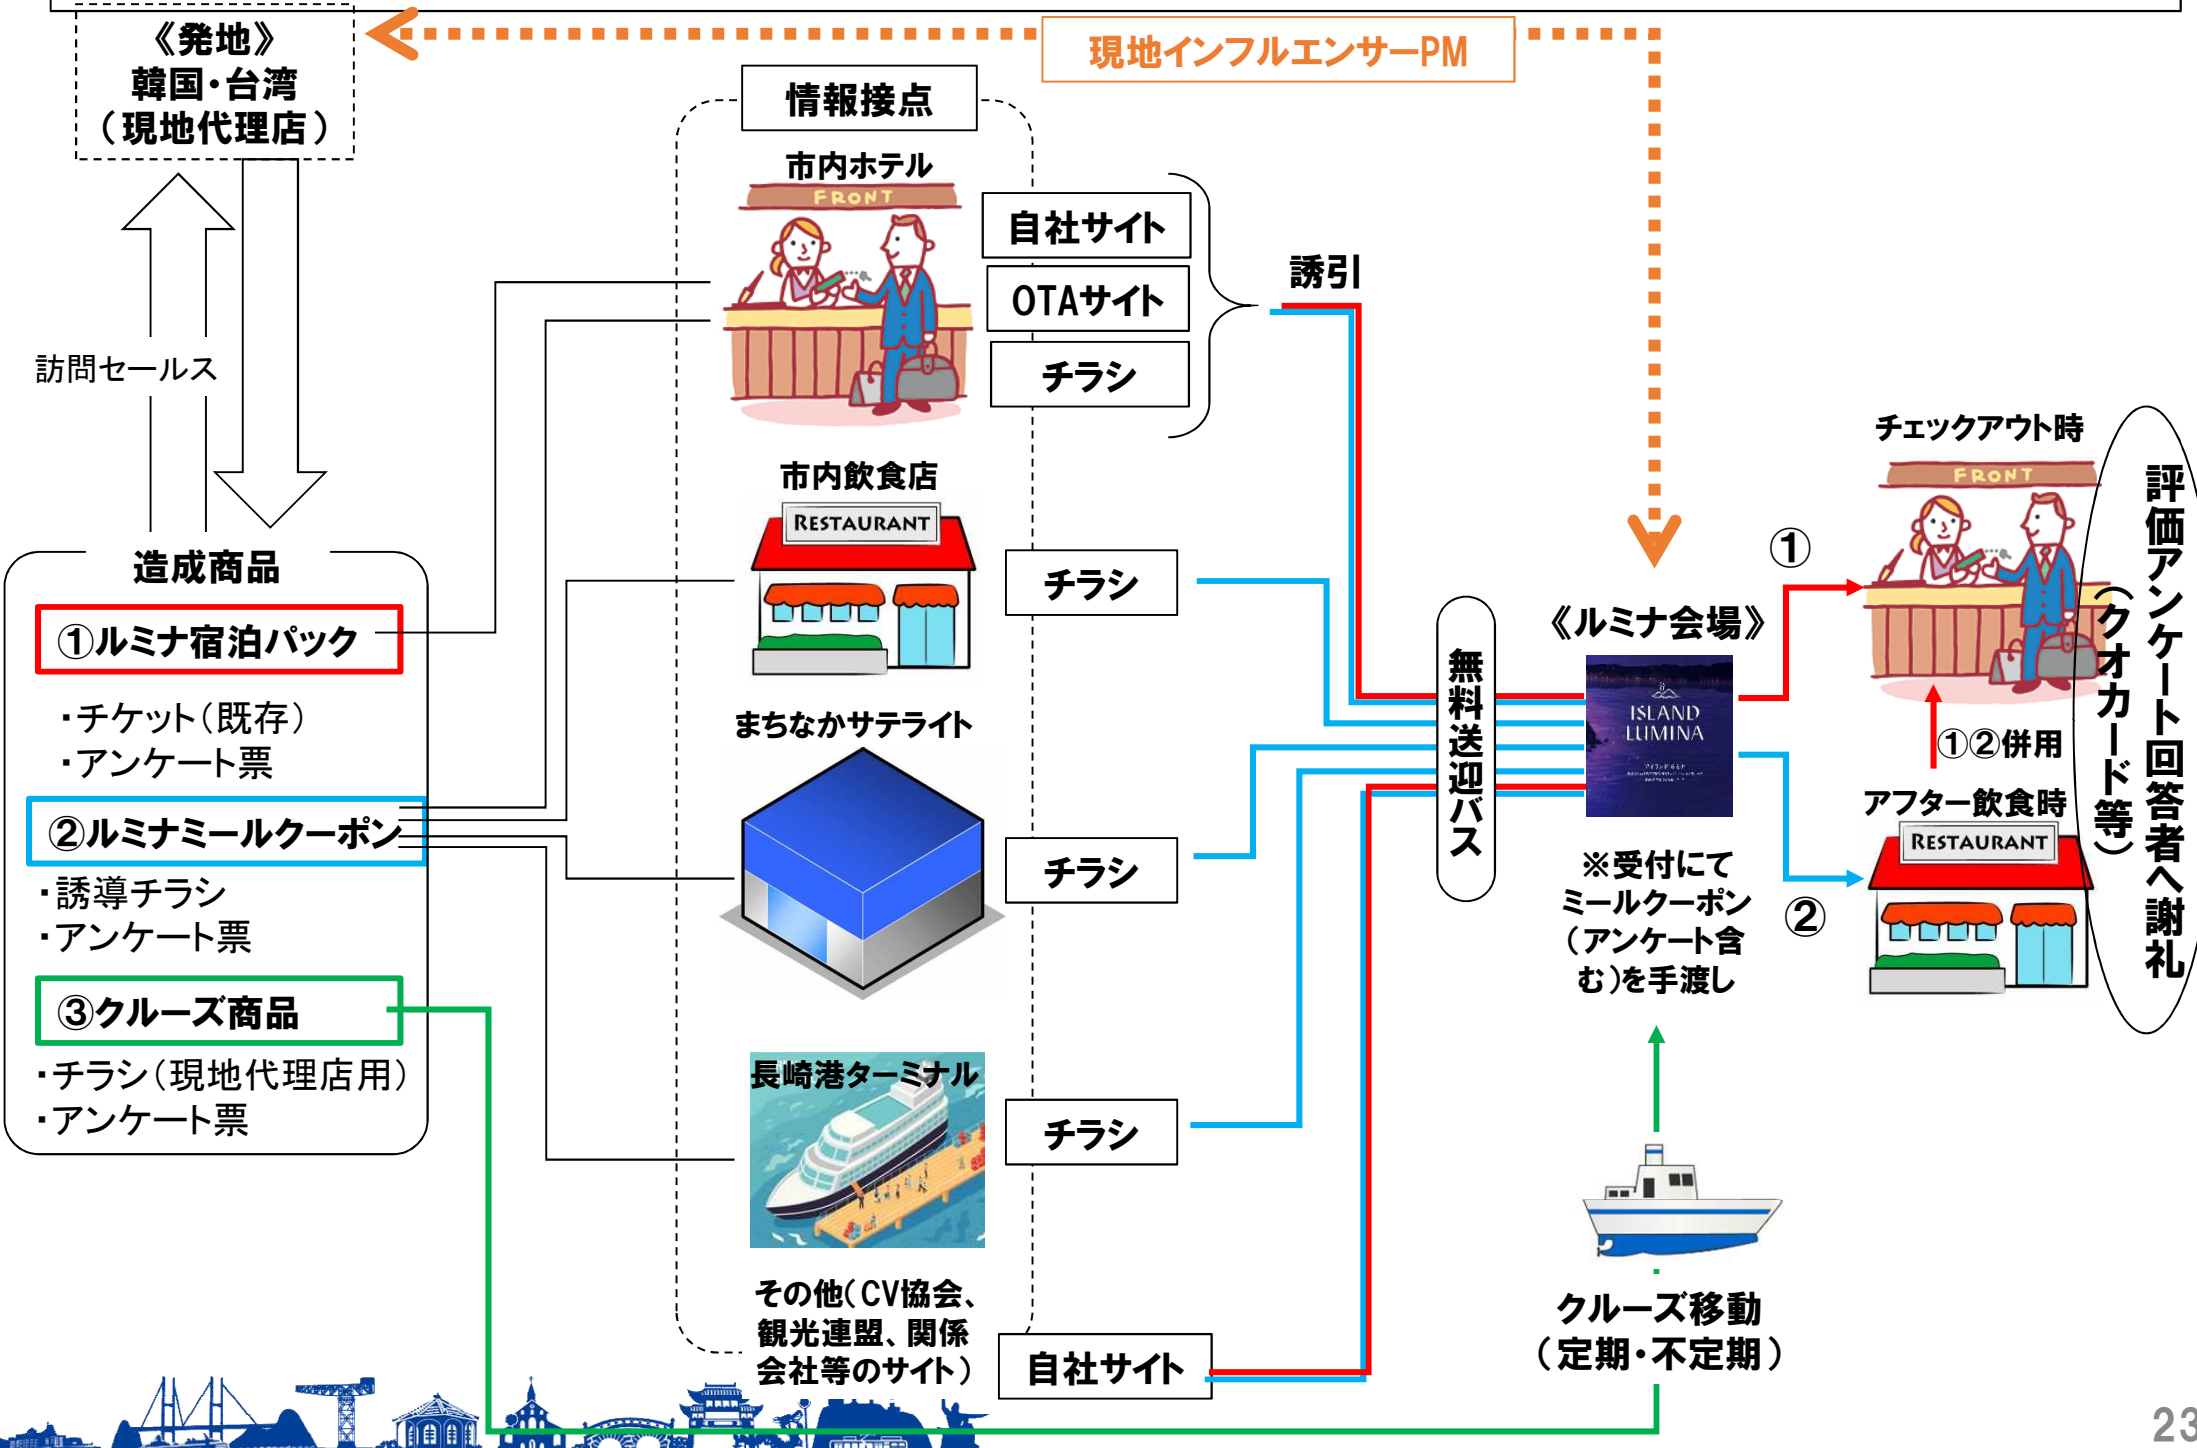 《発地》
韓国・台湾
（現地代理店）
現地インフルエンサーPM
情報接点
市内ホテル
FRONT
自社サイト
OTAサイト
チラシ
誘引
訪問セールス
市内飲食店
RESTAURANT
チラシ
まちなかサテライト
チラシ
長崎港ターミナル
チラシ
その他（CV協会、
観光連盟、関係
会社等のサイト）
自社サイト
造成商品
①ルミナ宿泊パック
・チケット（既存）
・アンケート票
②ルミナミールクーポン
・誘導チラシ
・アンケート票
③クルーズ商品
・チラシ（現地代理店用）
・アンケート票
無料送迎バス
《ルミナ会場》
ISLAND
LUMINA
※受付にて
ミールクーポン
（アンケート含
む）を手渡し
クルーズ移動
（定期・不定期）
①
②
チェックアウト時
FRONT
①②併用
アフター飲食時
RESTAURANT
評価アンケート回答者へ謝礼
（クオカード等）
23